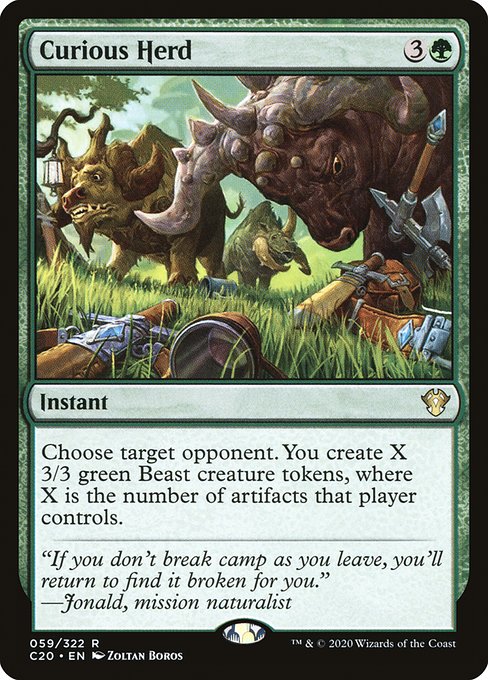 Curious Herd 3
Instant
Choose target opponent. You create X
3/3 green Beast creature tokens, where
X is the number of artifacts that player
controls.
“If you don’t break camp as you leave, you’ll
return to find it broken for you.”
—Jonald, mission naturalist
059/322 R ™ & © 2020 Wizards of the Coast
C20 • EN Zoltan Boros